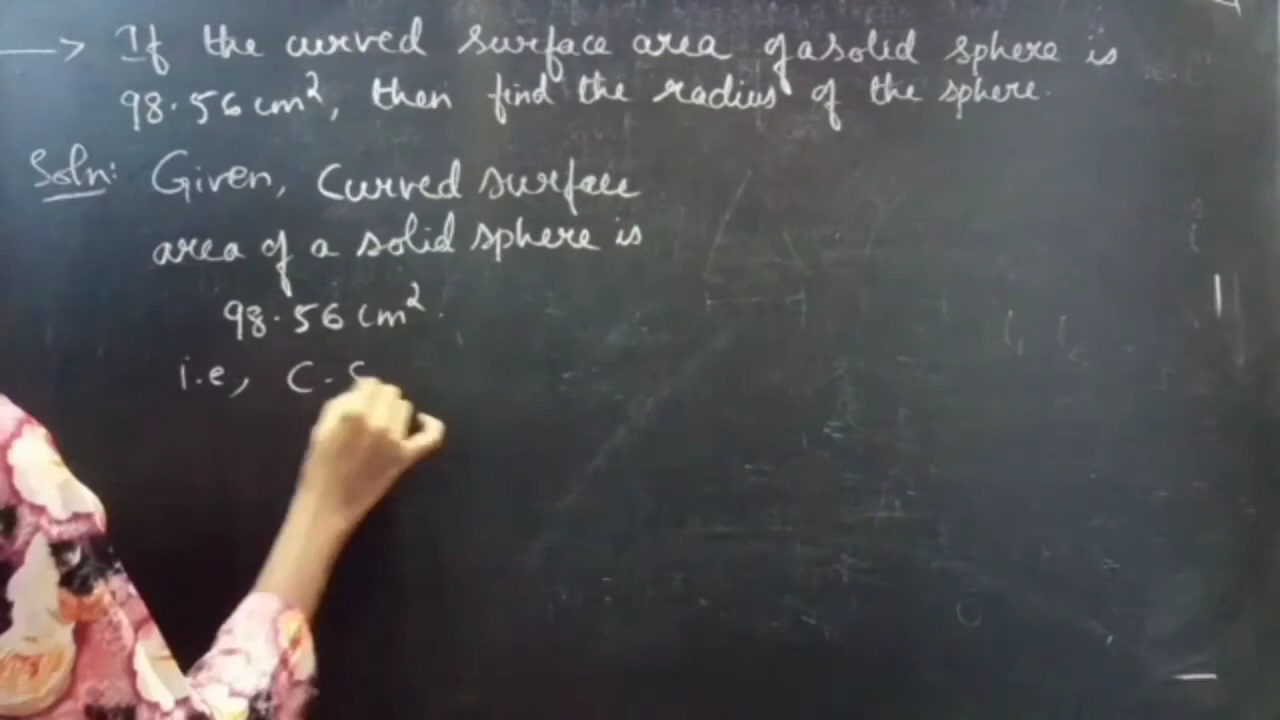 —> If the curved surface area of a solid sphere is
98.56 cm², then find the radius of the sphere.
Soln: Given, Curved surface
area of a solid sphere is
98.56 cm².
i.e, C.S